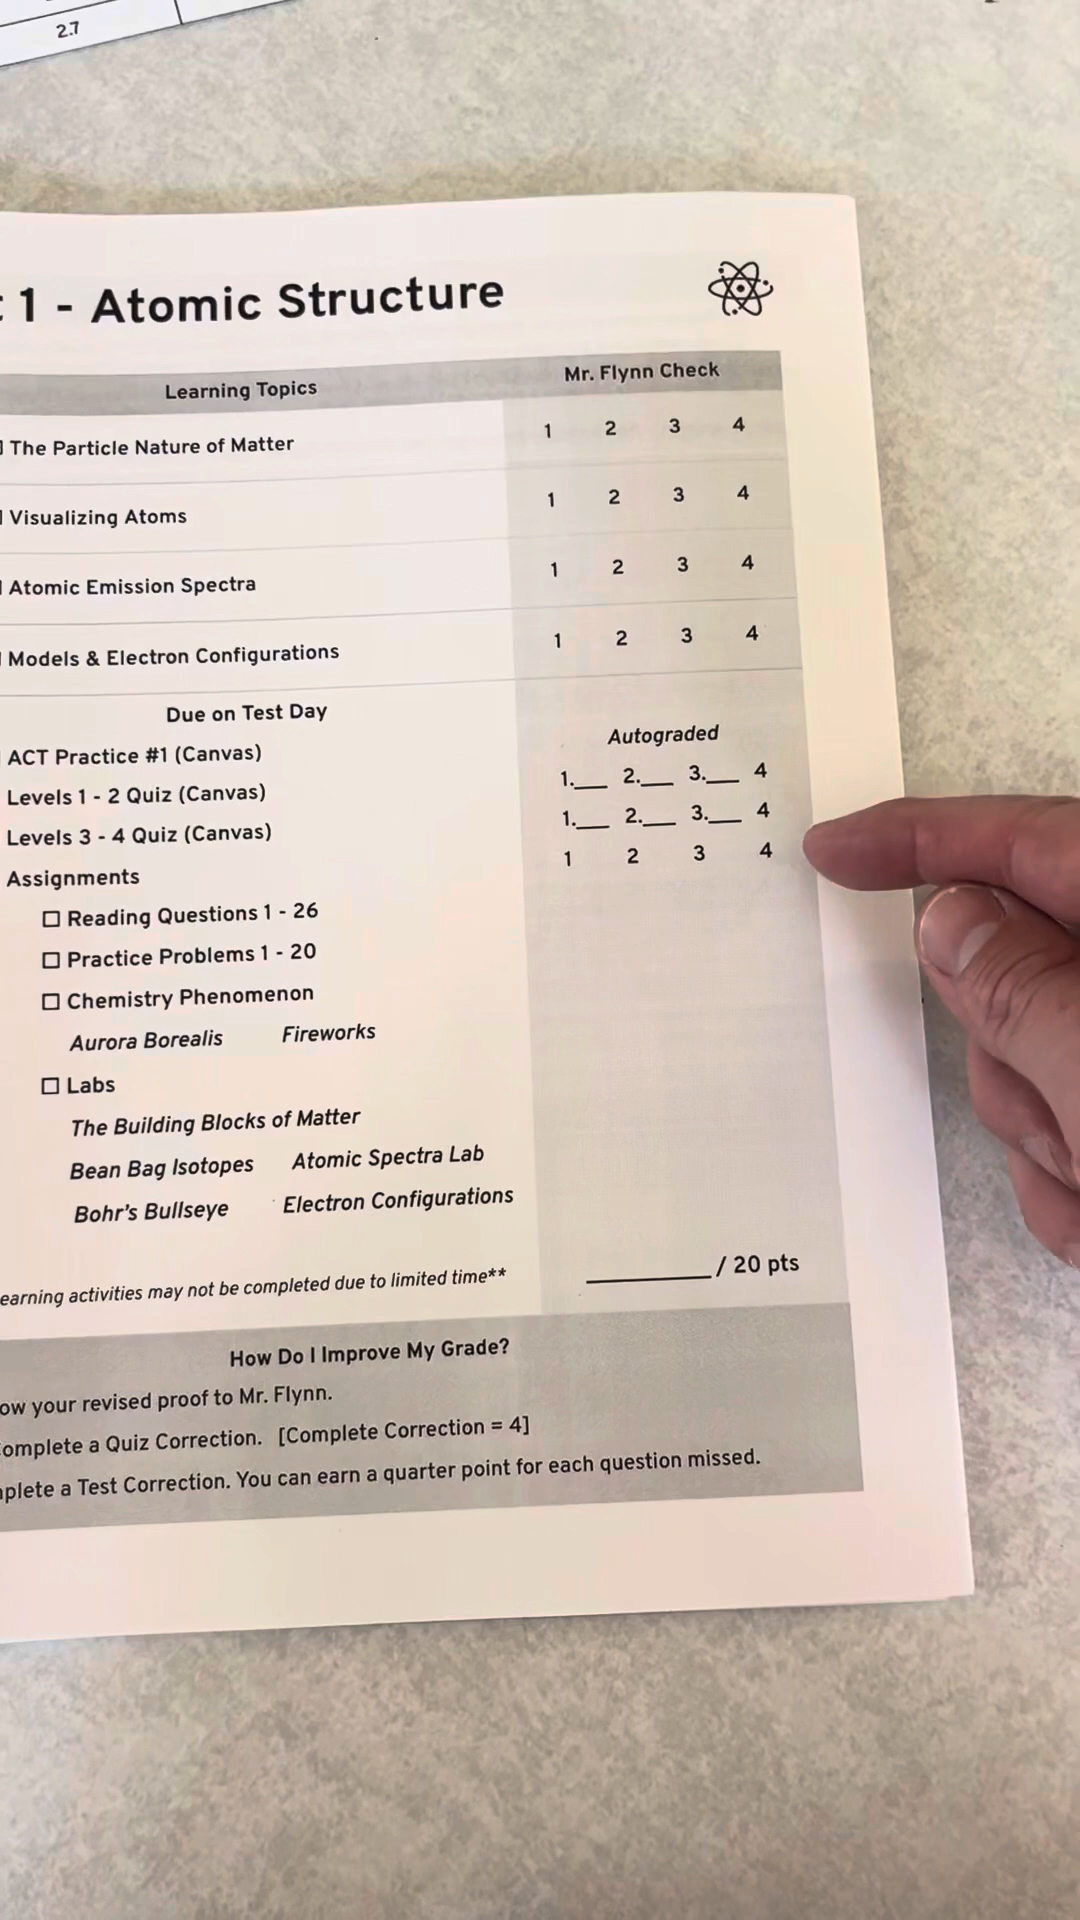 2.7
1 - Atomic Structure
Learning Topics Mr. Flynn Check
The Particle Nature of Matter 1 2 3 4
Visualizing Atoms 1 2 3 4
Atomic Emission Spectra 1 2 3 4
Models & Electron Configurations 1 2 3 4
Due on Test Day
Autograded
ACT Practice #1 (Canvas)
Levels 1 - 2 Quiz (Canvas) 1.__ 2.__ 3.__ 4
Levels 3 - 4 Quiz (Canvas) 1.__ 2.__ 3.__ 4
Assignments 1 2 3 4
☐ Reading Questions 1 - 26
☐ Practice Problems 1 - 20
☐ Chemistry Phenomenon
Aurora Borealis Fireworks
☐ Labs
The Building Blocks of Matter
Bean Bag Isotopes Atomic Spectra Lab
Bohr's Bullseye Electron Configurations
earning activities may not be completed due to limited time** ________ / 20 pts
How Do I Improve My Grade?
ow your revised proof to Mr. Flynn.
omplete a Quiz Correction. [Complete Correction = 4]
plete a Test Correction. You can earn a quarter point for each question missed.